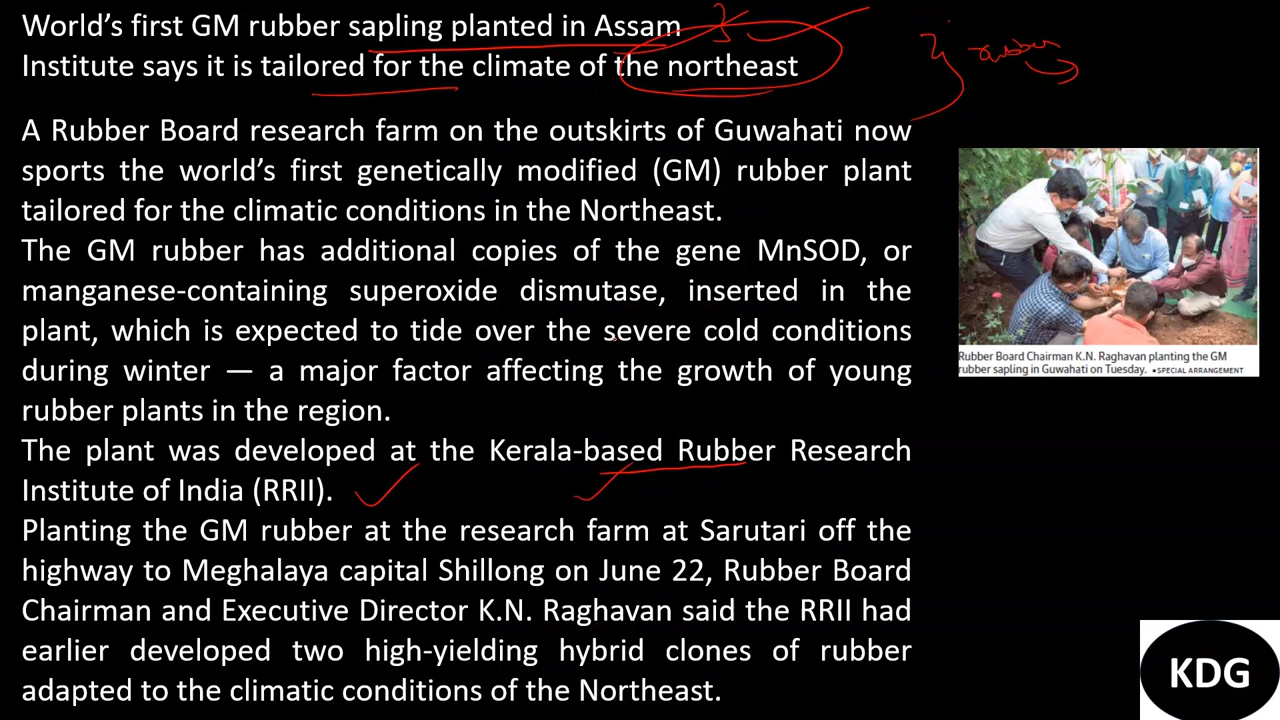 World's first GM rubber sapling planted in Assam
Institute says it is tailored for the climate of the northeast
rubber
A Rubber Board research farm on the outskirts of Guwahati now
sports the world's first genetically modified (GM) rubber plant
tailored for the climatic conditions in the Northeast.
The GM rubber has additional copies of the gene MnSOD, or
manganese-containing superoxide dismutase, inserted in the
plant, which is expected to tide over the severe cold conditions
during winter — a major factor affecting the growth of young
rubber plants in the region.
The plant was developed at the Kerala-based Rubber Research
Institute of India (RRII).
Planting the GM rubber at the research farm at Sarutari off the
highway to Meghalaya capital Shillong on June 22, Rubber Board
Chairman and Executive Director K.N. Raghavan said the RRII had
earlier developed two high-yielding hybrid clones of rubber
adapted to the climatic conditions of the Northeast.
Rubber Board Chairman K.N. Raghavan planting the GM
rubber sapling in Guwahati on Tuesday. •SPECIAL ARRANGEMENT
KDG